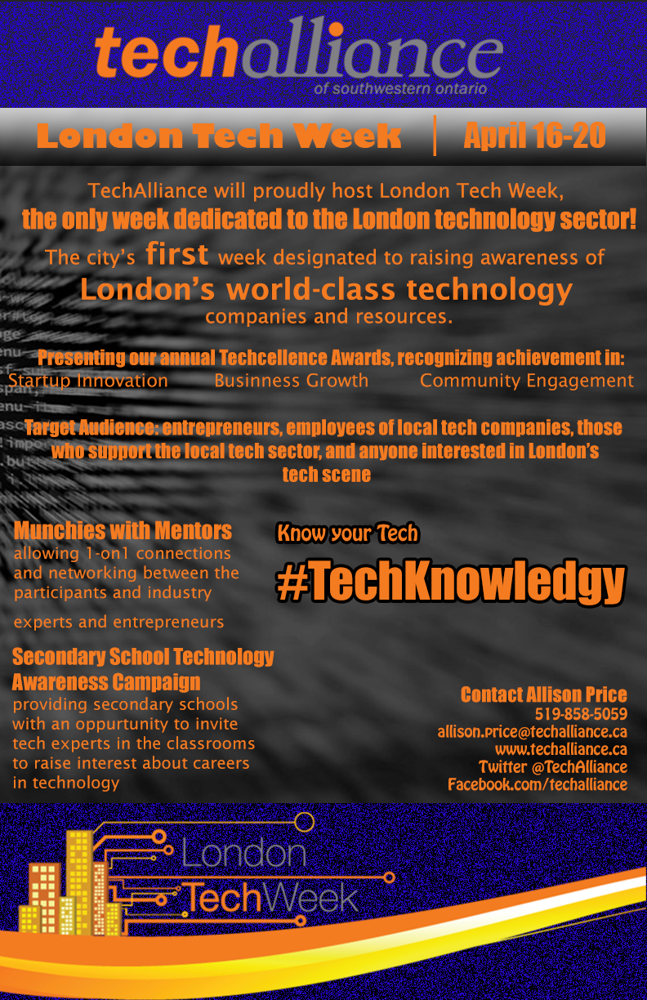 techalliance
of southwestern ontario
London Tech Week | April 16-20
TechAlliance will proudly host London Tech Week,
the only week dedicated to the London technology sector!
The city's first week designated to raising awareness of
London's world-class technology
companies and resources.
Presenting our annual Techcellence Awards, recognizing achievement in:
Startup Innovation Businness Growth Community Engagement
Target Audience: entrepreneurs, employees of local tech companies, those
who support the local tech sector, and anyone interested in London's
tech scene
Munchies with Mentors
allowing 1-on1 connections
and networking between the
participants and industry
experts and entrepreneurs
Know your Tech
#TechKnowledgy
Secondary School Technology
Awareness Campaign
providing secondary schools
with an oppurtunity to invite
tech experts in the classrooms
to raise interest about careers
in technology
Contact Allison Price
519-858-5059
allison.price@techalliance.ca
www.techalliance.ca
Twitter @TechAlliance
Facebook.com/techalliance
London
TechWeek